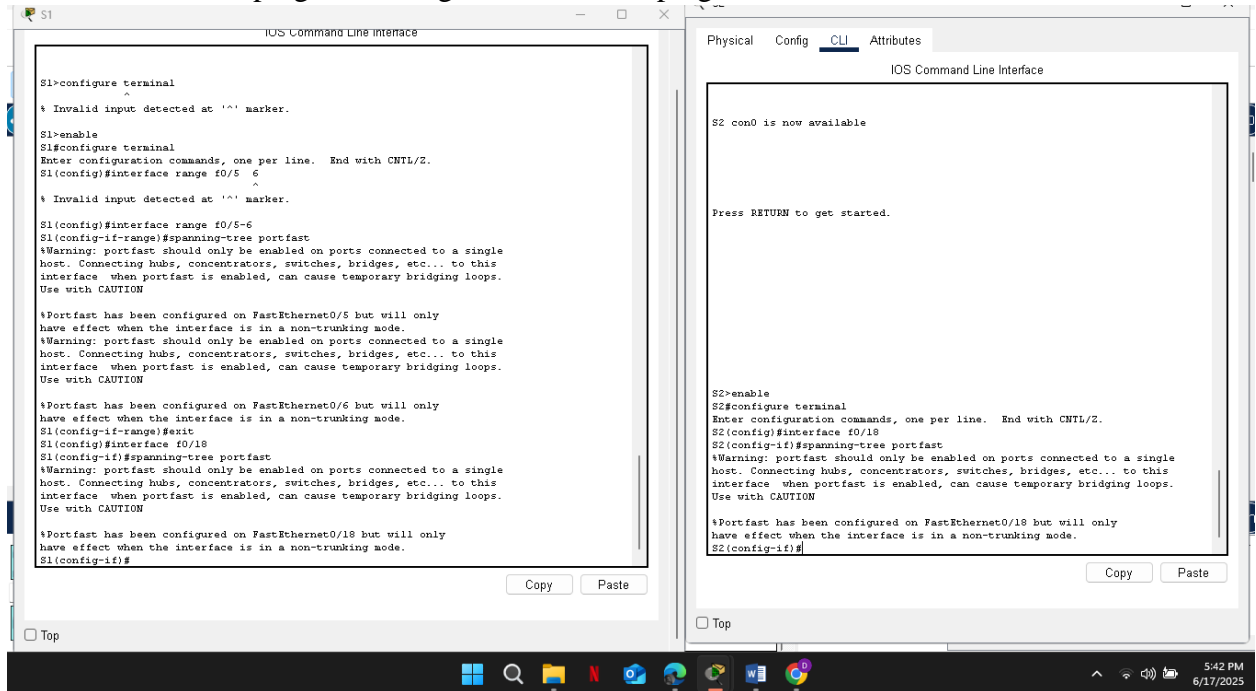 S1
IOS Command Line Interface
S1>configure terminal
^
% Invalid input detected at '^' marker.
S1>enable
S1#configure terminal
Enter configuration commands, one per line. End with CNTL/Z.
S1(config)#interface range f0/5 6
^
% Invalid input detected at '^' marker.
S1(config)#interface range f0/5-6
S1(config-if-range)#spanning-tree portfast
%Warning: portfast should only be enabled on ports connected to a single
host. Connecting hubs, concentrators, switches, bridges, etc... to this
interface when portfast is enabled, can cause temporary bridging loops.
Use with CAUTION
%Portfast has been configured on FastEthernet0/5 but will only
have effect when the interface is in a non-trunking mode.
%Warning: portfast should only be enabled on ports connected to a single
host. Connecting hubs, concentrators, switches, bridges, etc... to this
interface when portfast is enabled, can cause temporary bridging loops.
Use with CAUTION
%Portfast has been configured on FastEthernet0/6 but will only
have effect when the interface is in a non-trunking mode.
S1(config-if-range)#exit
S1(config)#interface f0/18
S1(config-if)#spanning-tree portfast
%Warning: portfast should only be enabled on ports connected to a single
host. Connecting hubs, concentrators, switches, bridges, etc... to this
interface when portfast is enabled, can cause temporary bridging loops.
Use with CAUTION
%Portfast has been configured on FastEthernet0/18 but will only
have effect when the interface is in a non-trunking mode.
S1(config-if)#
Copy Paste
Top
Physical Config CLI Attributes
IOS Command Line Interface
S2 con0 is now available
Press RETURN to get started.
S2>enable
S2#configure terminal
Enter configuration commands, one per line. End with CNTL/Z.
S2(config)#interface f0/18
S2(config-if)#spanning-tree portfast
%Warning: portfast should only be enabled on ports connected to a single
host. Connecting hubs, concentrators, switches, bridges, etc... to this
interface when portfast is enabled, can cause temporary bridging loops.
Use with CAUTION
%Portfast has been configured on FastEthernet0/18 but will only
have effect when the interface is in a non-trunking mode.
S2(config-if)#
Copy Paste
Top
5:42 PM
6/17/2025